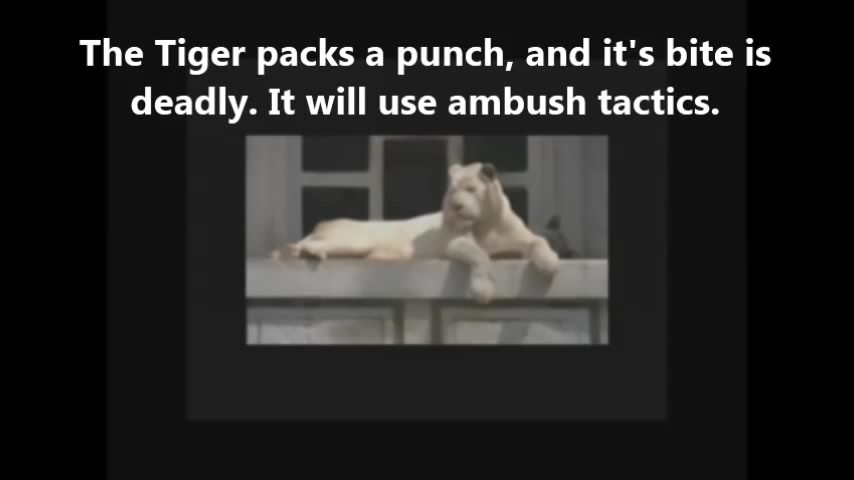 The Tiger packs a punch, and it's bite is
deadly. It will use ambush tactics.